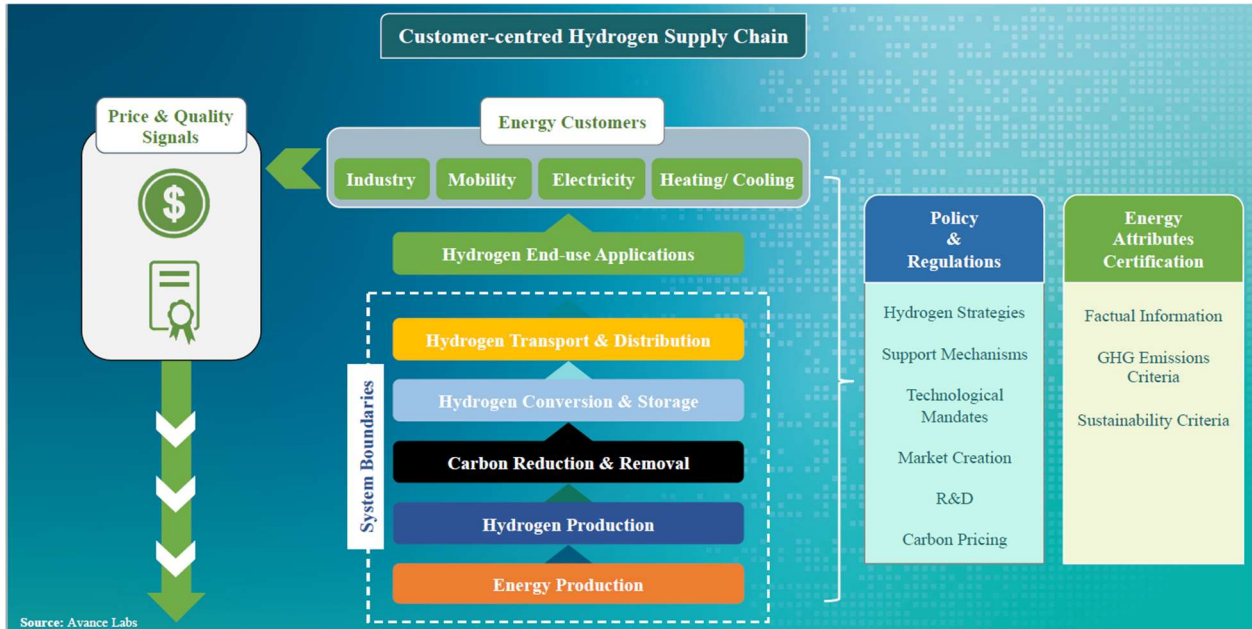 Customer-centred Hydrogen Supply Chain
Price & Quality
Signals
$
Energy Customers
Industry
Mobility
Electricity
Heating/ Cooling
Hydrogen End-use Applications
System Boundaries
Hydrogen Transport & Distribution
Hydrogen Conversion & Storage
Carbon Reduction & Removal
Hydrogen Production
Energy Production
Policy
&
Regulations
Hydrogen Strategies
Support Mechanisms
Technological
Mandates
Market Creation
R&D
Carbon Pricing
Energy
Attributes
Certification
Factual Information
GHG Emissions
Criteria
Sustainability Criteria
Source: Avance Labs